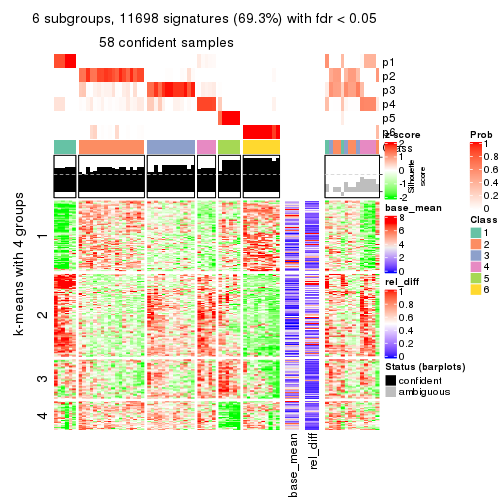 6 subgroups, 11698 signatures (69.3%) with fdr < 0.05
58 confident samples
p1
p2
p3
p4
p5
p6
Class
Silhouette
score
k-means with 4 groups
1
2
3
4
base_mean
rel_diff
z-score
2
1
0
-1
-2
base_mean
8
6
4
2
0
rel_diff
1
0.8
0.6
0.4
0.2
0
Status (barplots)
confident
ambiguous
Prob
1
0.8
0.6
0.4
0.2
0
Class
1
2
3
4
5
6